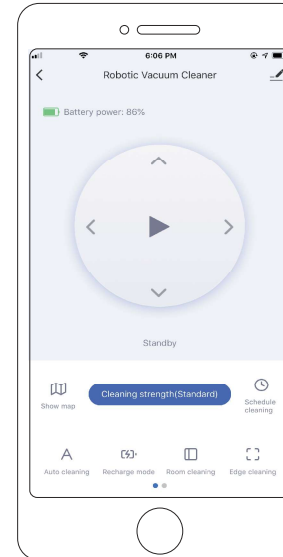 6:06 PM
Robotic Vacuum Cleaner
Battery power: 86%
Standby
Show map
Cleaning strength(Standard)
Schedule
cleaning
Auto cleaning
Recharge mode
Room cleaning
Edge cleaning